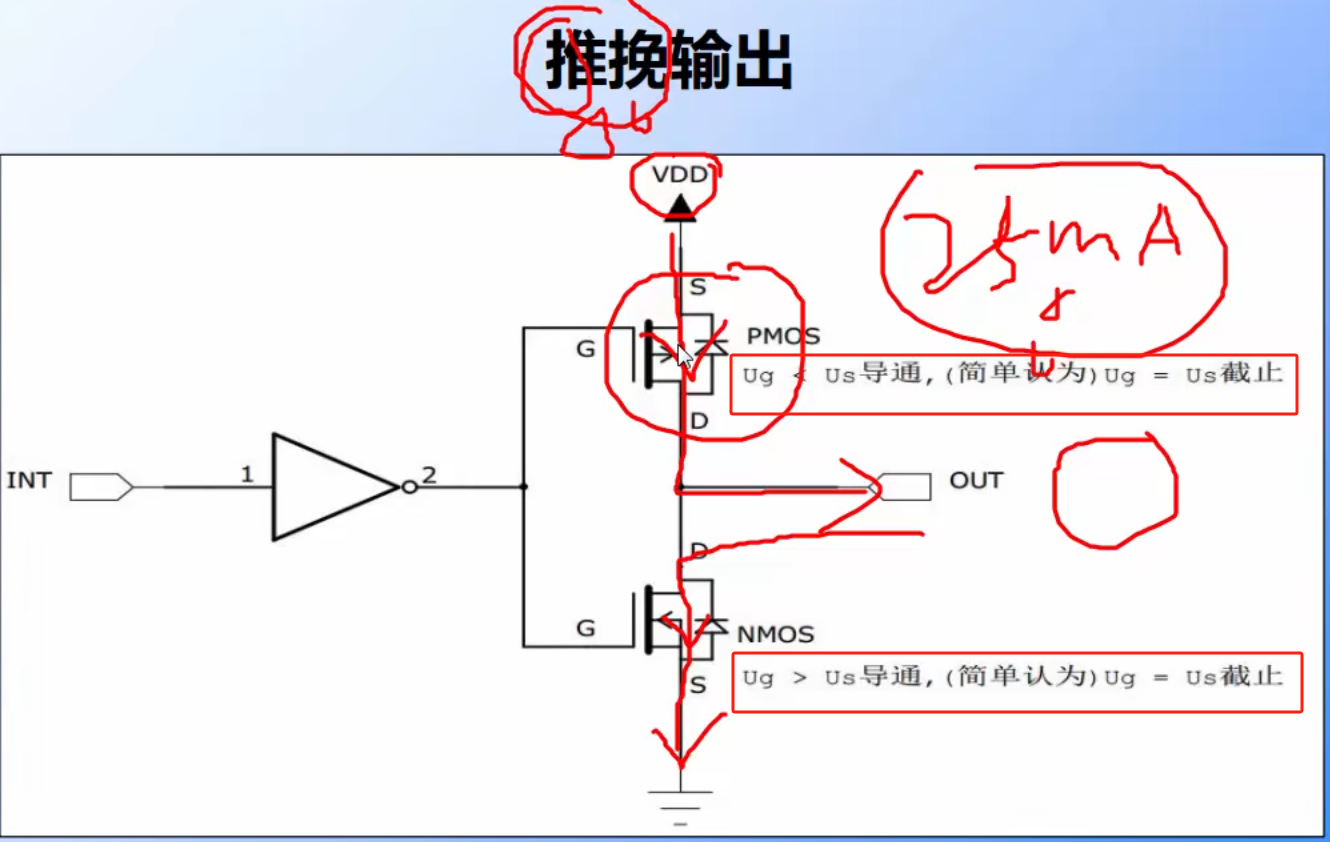 推挽输出
VDD
S
G
PMOS
Ug < Us导通,(简单认为)Ug = Us截止
D
INT
1
2
OUT
D
G
NMOS
Ug > Us导通,(简单认为)Ug = Us截止
S
mA